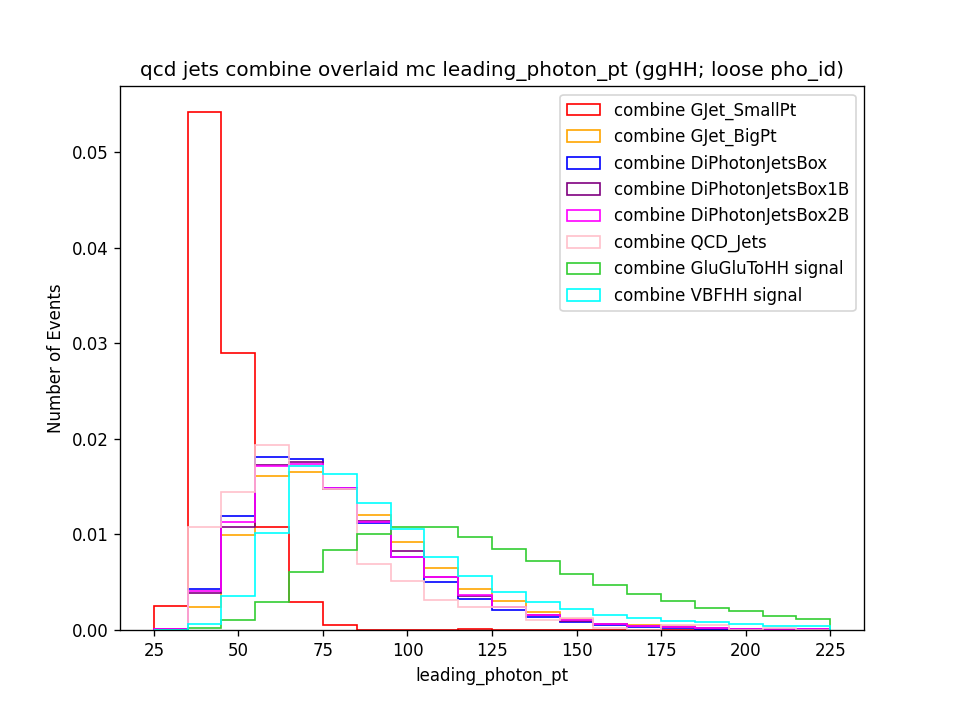 qcd jets combine overlaid mc leading_photon_pt (ggHH; loose pho_id)
combine GJet_SmallPt
combine GJet_BigPt
combine DiPhotonJetsBox
combine DiPhotonJetsBox1B
combine DiPhotonJetsBox2B
combine QCD_Jets
combine GluGluToHH signal
combine VBFHH signal
Number of Events
0.05
0.04
0.03
0.02
0.01
0.00
25
50
75
100
125
150
175
200
225
leading_photon_pt